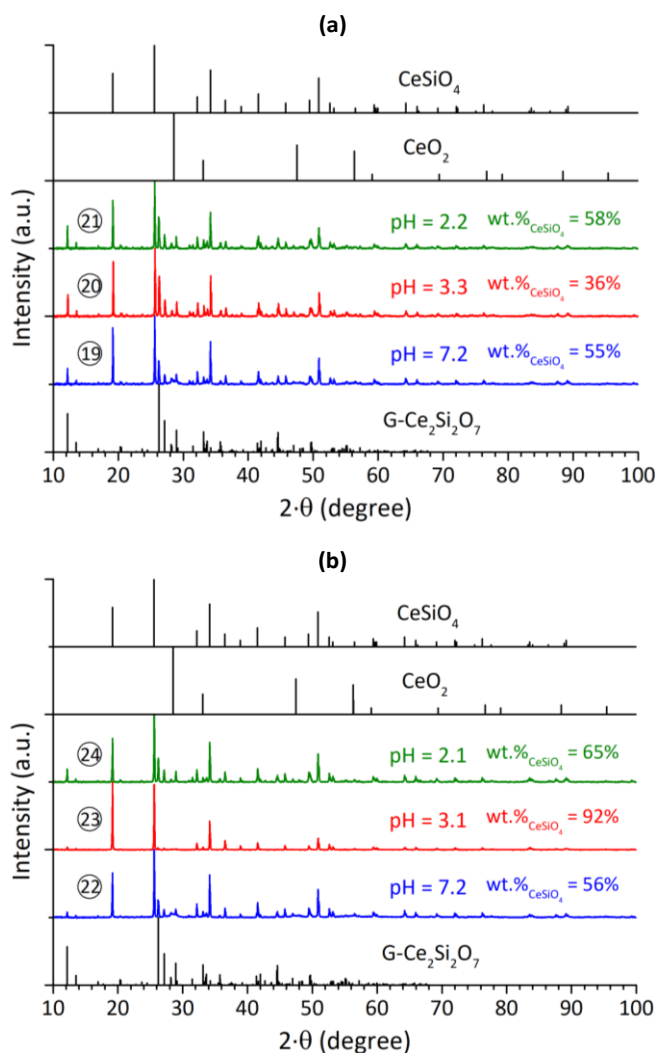 (a)
CeSiO₄
CeO₂
21 pH = 2.2 wt.%CeSiO₄ = 58%
20 pH = 3.3 wt.%CeSiO₄ = 36%
19 pH = 7.2 wt.%CeSiO₄ = 55%
G-Ce₂Si₂O₇
Intensity (a.u.)
10 20 30 40 50 60 70 80 90 100
2·θ (degree)
(b)
CeSiO₄
CeO₂
24 pH = 2.1 wt.%CeSiO₄ = 65%
23 pH = 3.1 wt.%CeSiO₄ = 92%
22 pH = 7.2 wt.%CeSiO₄ = 56%
G-Ce₂Si₂O₇
Intensity (a.u.)
10 20 30 40 50 60 70 80 90 100
2·θ (degree)